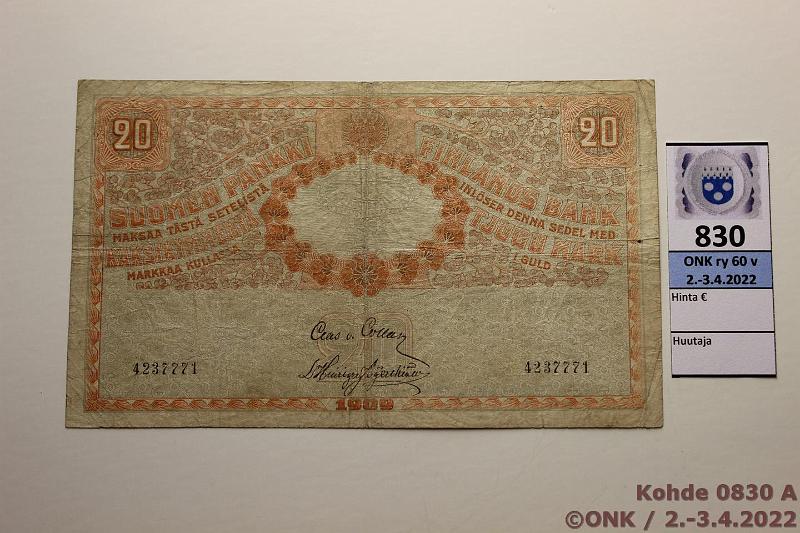 20
20
SUOMEN PANKKI
FINLANDS BANK
MAKSAA TÄSTÄ SETELISTÄ
INLÖSER DENNA SEDEL MED
TJUGU MARK
MARKKAA KULLASSA
I GULD
4237771
4237771
1909
830
ONK ry 60 v
2.-3.4.2022
Hinta €
Huutaja
Kohde 0830 A
©ONK / 2.-3.4.2022